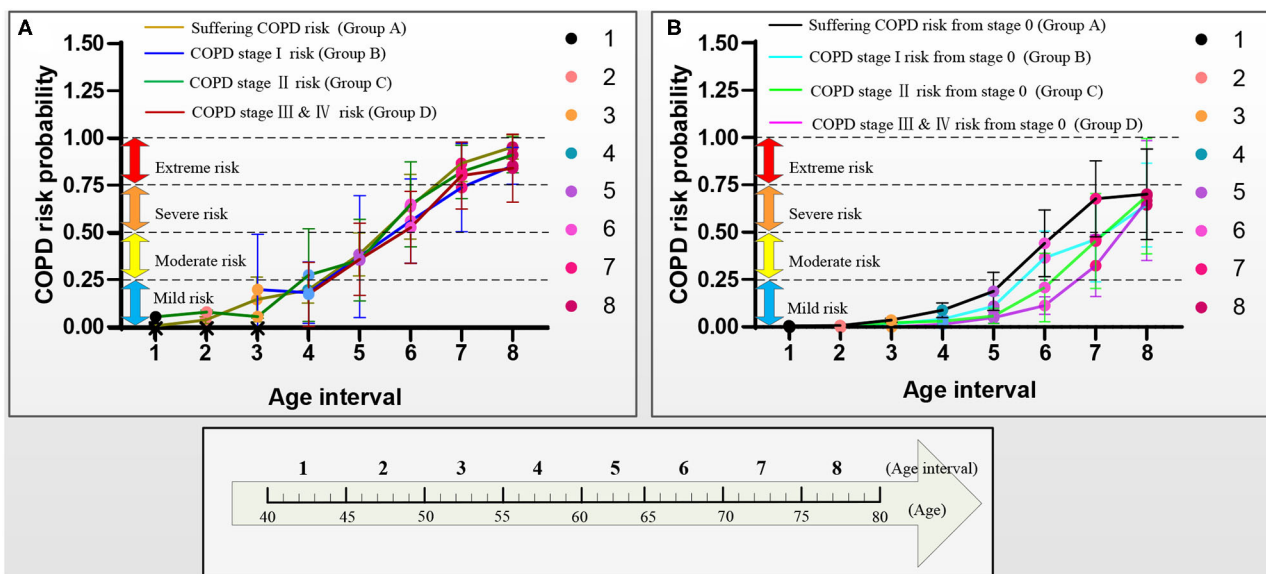 A
Suffering COPD risk (Group A)
COPD stage I risk (Group B)
COPD stage Ⅱ risk (Group C)
COPD stage Ⅲ & Ⅳ risk (Group D)
1
2
3
4
5
6
7
8
COPD risk probability
1.50
1.25
1.00
0.75
0.50
0.25
0.00
Extreme risk
Severe risk
Moderate risk
Mild risk
1 2 3 4 5 6 7 8
Age interval
B
Suffering COPD risk from stage 0 (Group A)
COPD stage I risk from stage 0 (Group B)
COPD stage Ⅱ risk from stage 0 (Group C)
COPD stage Ⅲ & Ⅳ risk from stage 0 (Group D)
1
2
3
4
5
6
7
8
COPD risk probability
1.50
1.25
1.00
0.75
0.50
0.25
0.00
Extreme risk
Severe risk
Moderate risk
Mild risk
1 2 3 4 5 6 7 8
Age interval
1 2 3 4 5 6 7 8 (Age interval)
40 45 50 55 60 65 70 75 80 (Age)